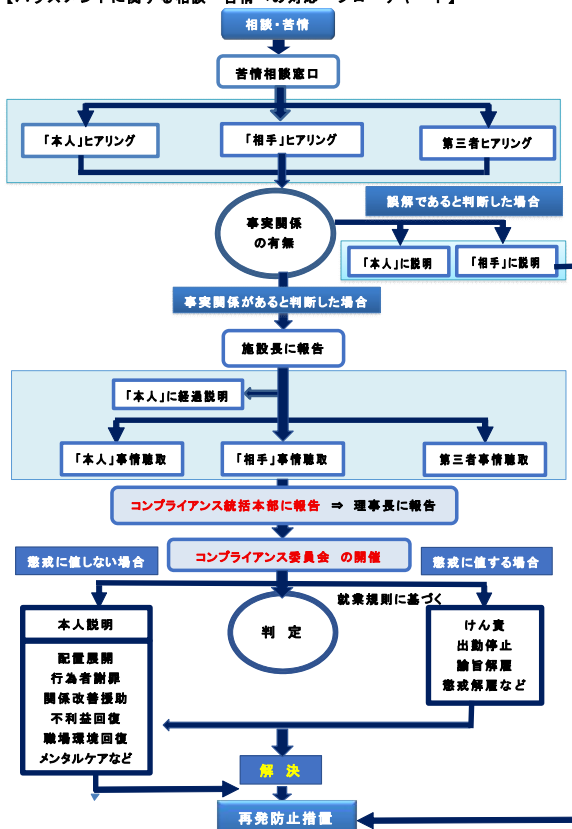 相談・苦情
苦情相談窓口
「本人」ヒアリング
「相手」ヒアリング
第三者ヒアリング
誤解であると判断した場合
事実関係
の有無
「本人」に説明
「相手」に説明
事実関係があると判断した場合
施設長に報告
「本人」に経過説明
「本人」事情聴取
「相手」事情聴取
第三者事情聴取
コンプライアンス統括本部に報告 ⇒ 理事長に報告
コンプライアンス委員会 の開催
懲戒に値しない場合
懲戒に値する場合
就業規則に基づく
本人説明
判 定
けん責
出勤停止
諭旨解雇
懲戒解雇など
配置展開
行為者謝罪
関係改善援助
不利益回復
職場環境回復
メンタルケアなど
解 決
再発防止措置